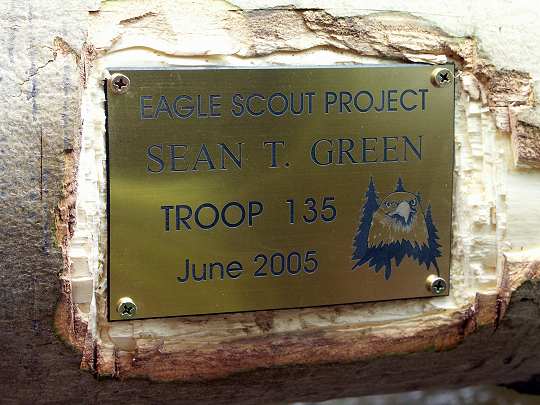 EAGLE SCOUT PROJECT
SEAN T. GREEN
TROOP 135
June 2005